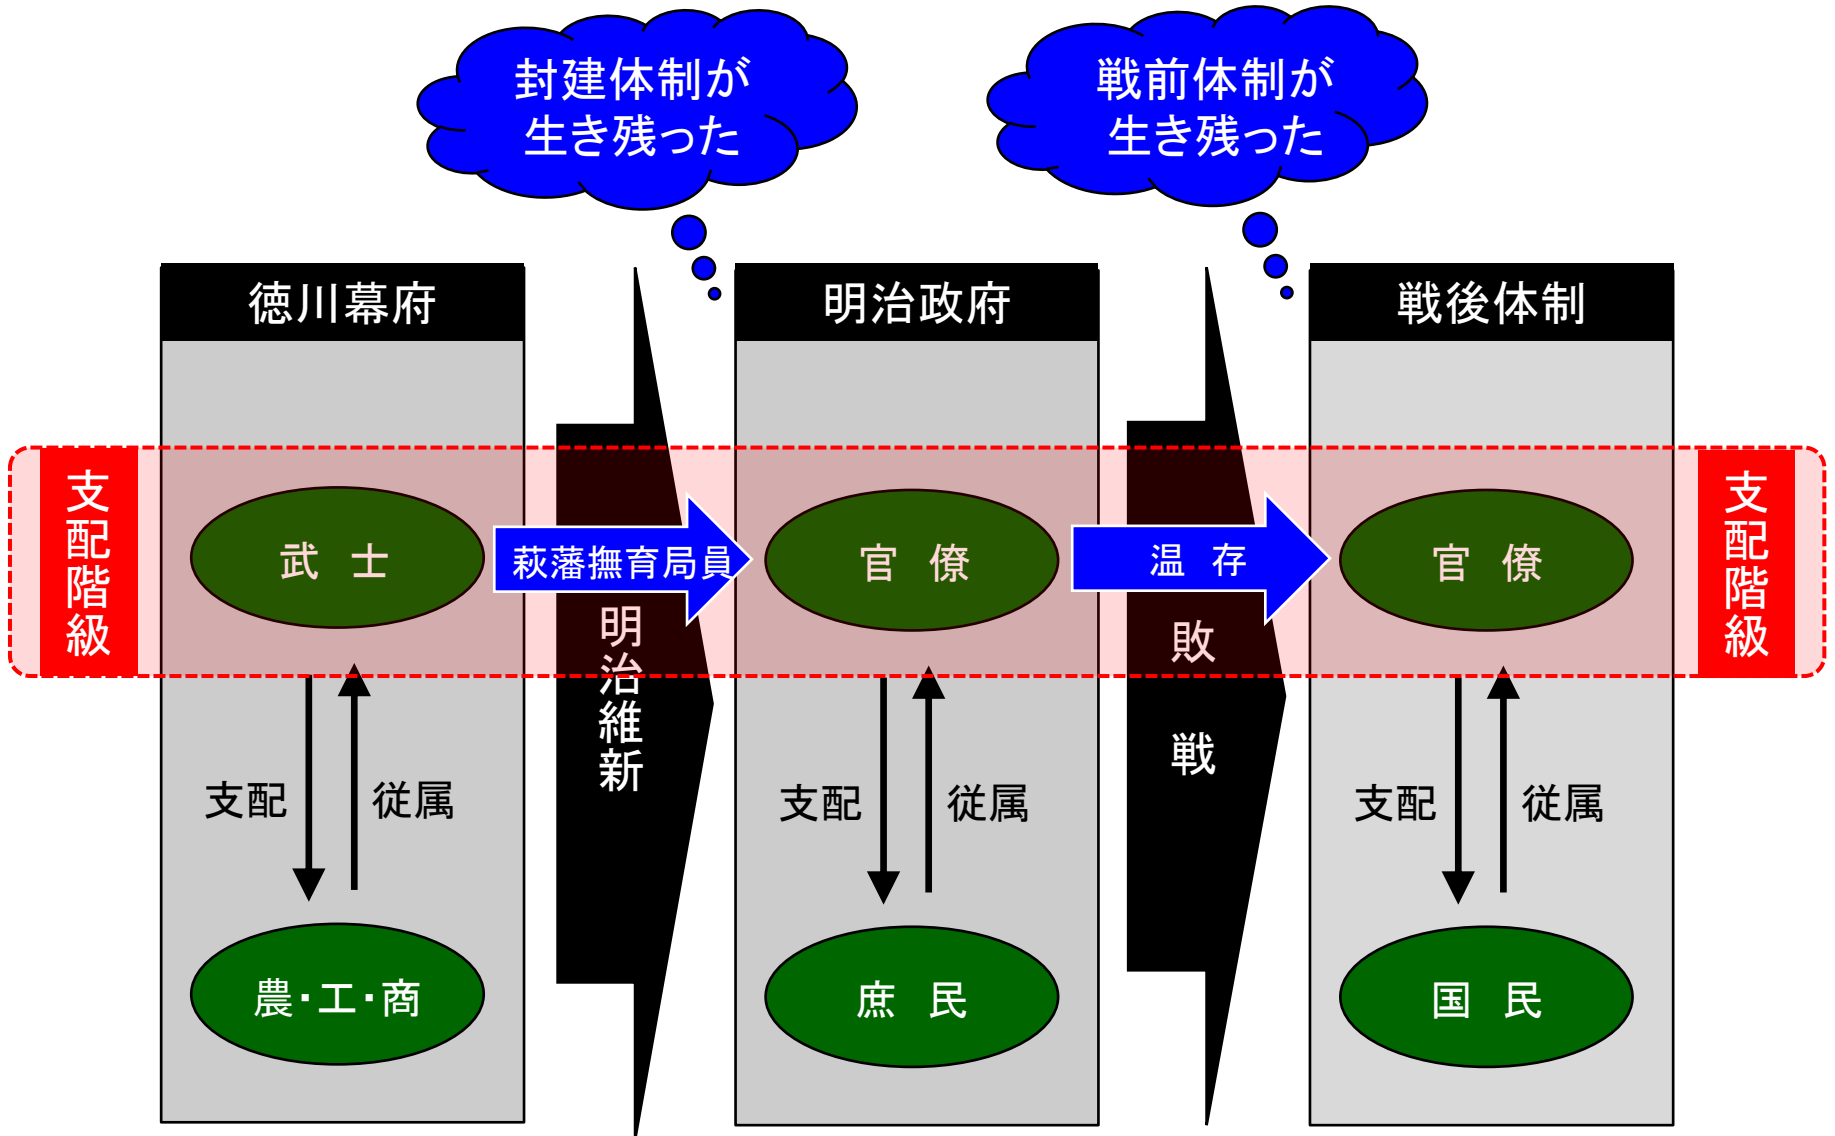 封建体制が
生き残った
戦前体制が
生き残った
徳川幕府
明治政府
戦後体制
支配階級
武 士
萩藩撫育局員
官 僚
温 存
官 僚
支配階級
明治維新
敗 戦
支配
従属
支配
従属
支配
従属
農・工・商
庶 民
国 民